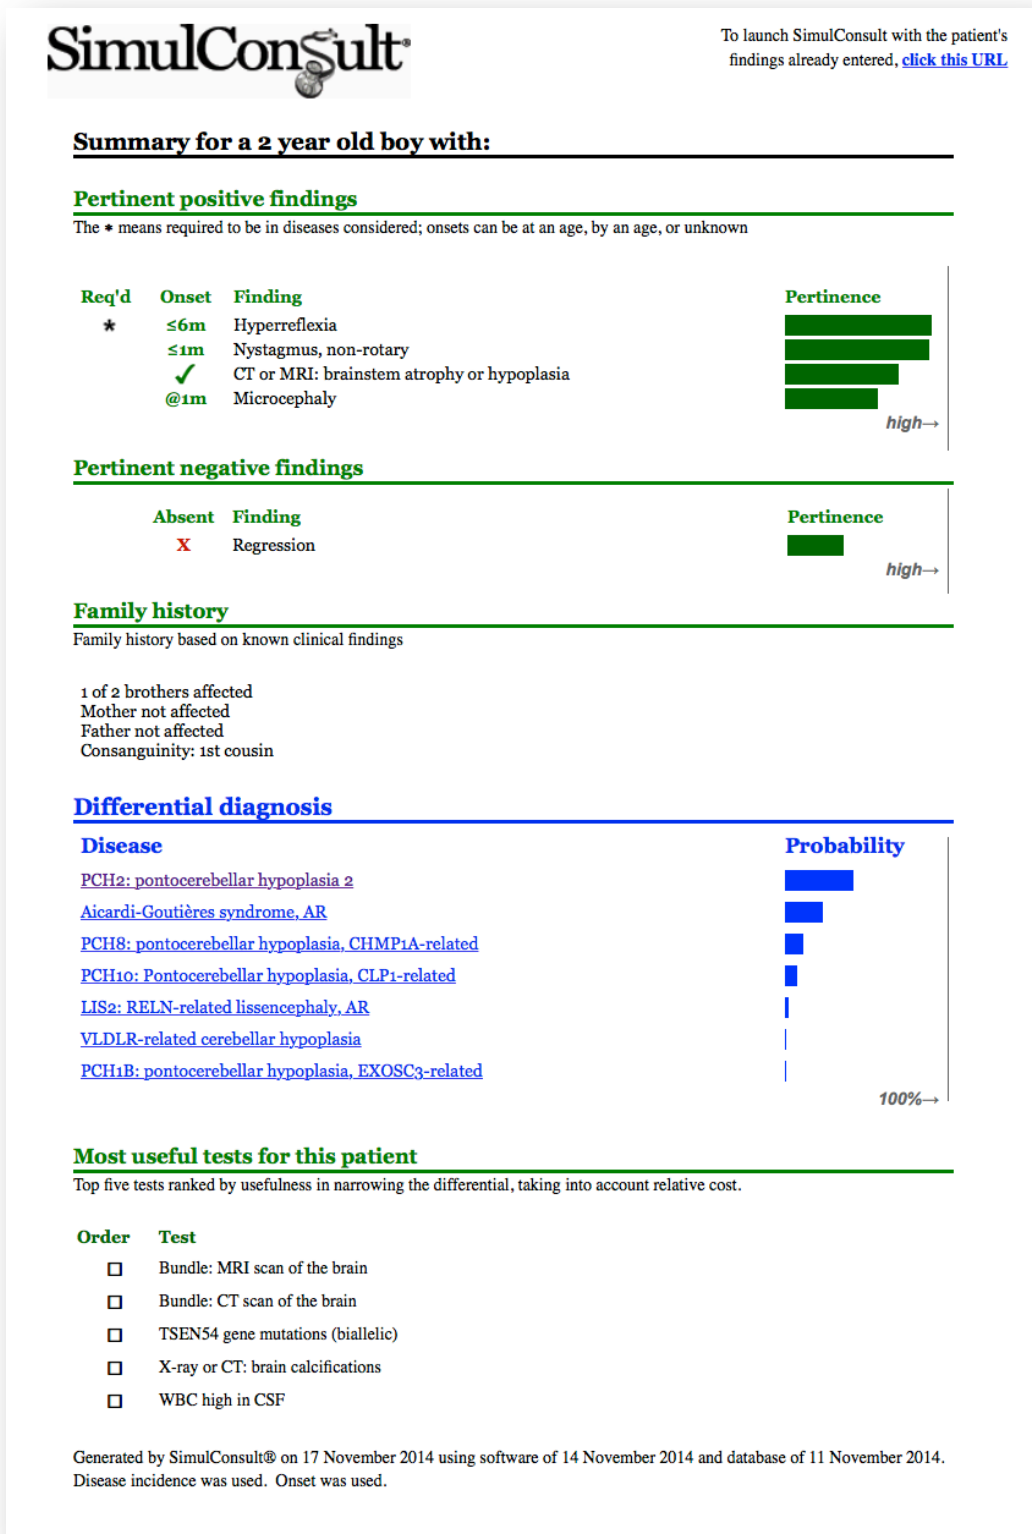 SimulConsult®
To launch SimulConsult with the patient's
findings already entered, click this URL
Summary for a 2 year old boy with:
Pertinent positive findings
The * means required to be in diseases considered; onsets can be at an age, by an age, or unknown
Req'd Onset Finding Pertinence
* ≤6m Hyperreflexia
≤1m Nystagmus, non-rotary
✓ CT or MRI: brainstem atrophy or hypoplasia
@1m Microcephaly
high→
Pertinent negative findings
Absent Finding Pertinence
X Regression
high→
Family history
Family history based on known clinical findings
1 of 2 brothers affected
Mother not affected
Father not affected
Consanguinity: 1st cousin
Differential diagnosis
Disease Probability
PCH2: pontocerebellar hypoplasia 2
Aicardi-Goutières syndrome, AR
PCH8: pontocerebellar hypoplasia, CHMP1A-related
PCH10: Pontocerebellar hypoplasia, CLP1-related
LIS2: RELN-related lissencephaly, AR
VLDLR-related cerebellar hypoplasia
PCH1B: pontocerebellar hypoplasia, EXOSC3-related
100%→
Most useful tests for this patient
Top five tests ranked by usefulness in narrowing the differential, taking into account relative cost.
Order Test
☐ Bundle: MRI scan of the brain
☐ Bundle: CT scan of the brain
☐ TSEN54 gene mutations (biallelic)
☐ X-ray or CT: brain calcifications
☐ WBC high in CSF
Generated by SimulConsult® on 17 November 2014 using software of 14 November 2014 and database of 11 November 2014.
Disease incidence was used. Onset was used.